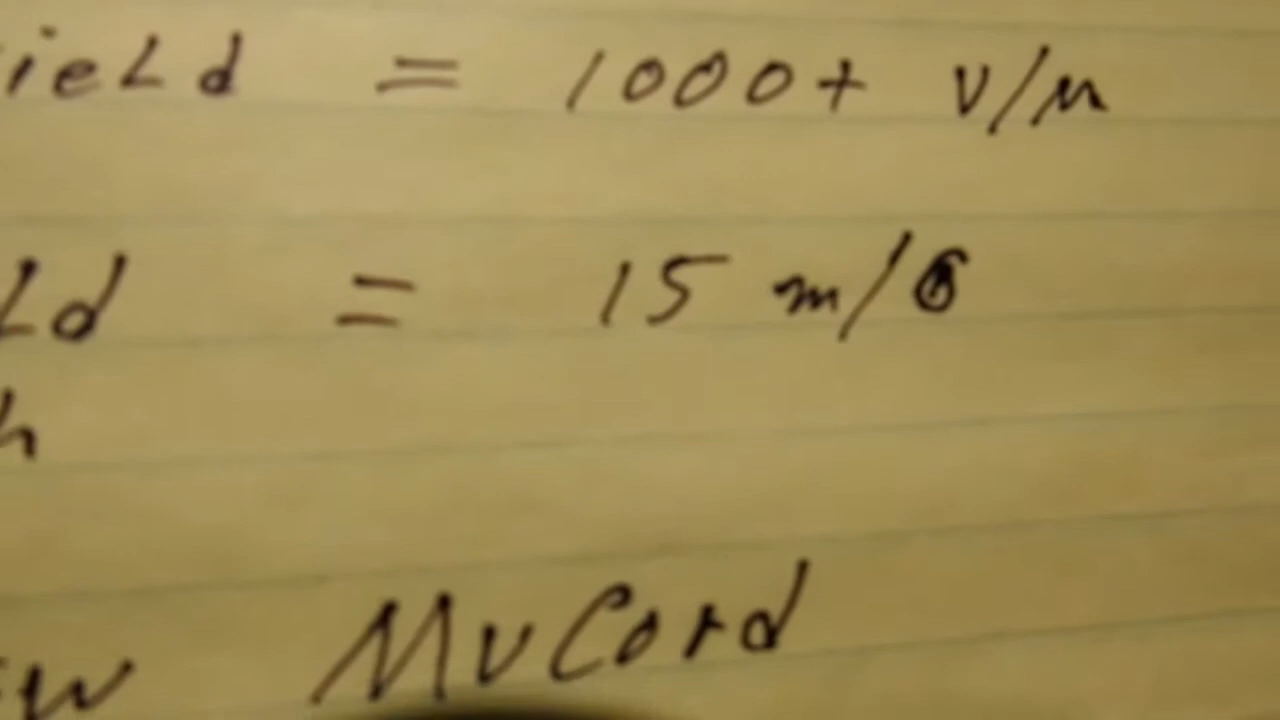 ield = 1000+ V/m
Ld = 15 m/G
h
w MvCord